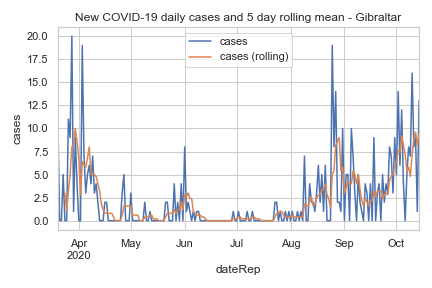 New COVID-19 daily cases and 5 day rolling mean - Gibraltar
cases
cases (rolling)
20.0
17.5
15.0
12.5
10.0
7.5
5.0
2.5
0.0
cases
Apr May Jun Jul Aug Sep Oct
2020
dateRep